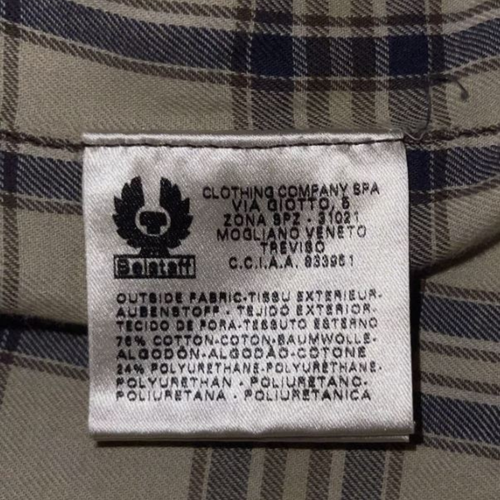 CLOTHING COMPANY SPA
VIA GIOTTO, 5
ZONA SPZ - 31021
MOGLIANO VENETO
TREVISO
C.C.I.A.A. 933961
Belstaff
OUTSIDE FABRIC-TISSU EXTERIEUR-
AUBENSTOFF - TEJIDO EXTERIOR-
TECIDO DE FORA-TESSUTO ESTERNO
76% COTTON-COTON-BAUMWOLLE-
ALGODÓN-ALGODÃO-COTONE
24% POLYURETHANE-POLYURETHANE-
POLYURETHAN - POLIURETANO-
POLIURETANA - POLIURETANICA